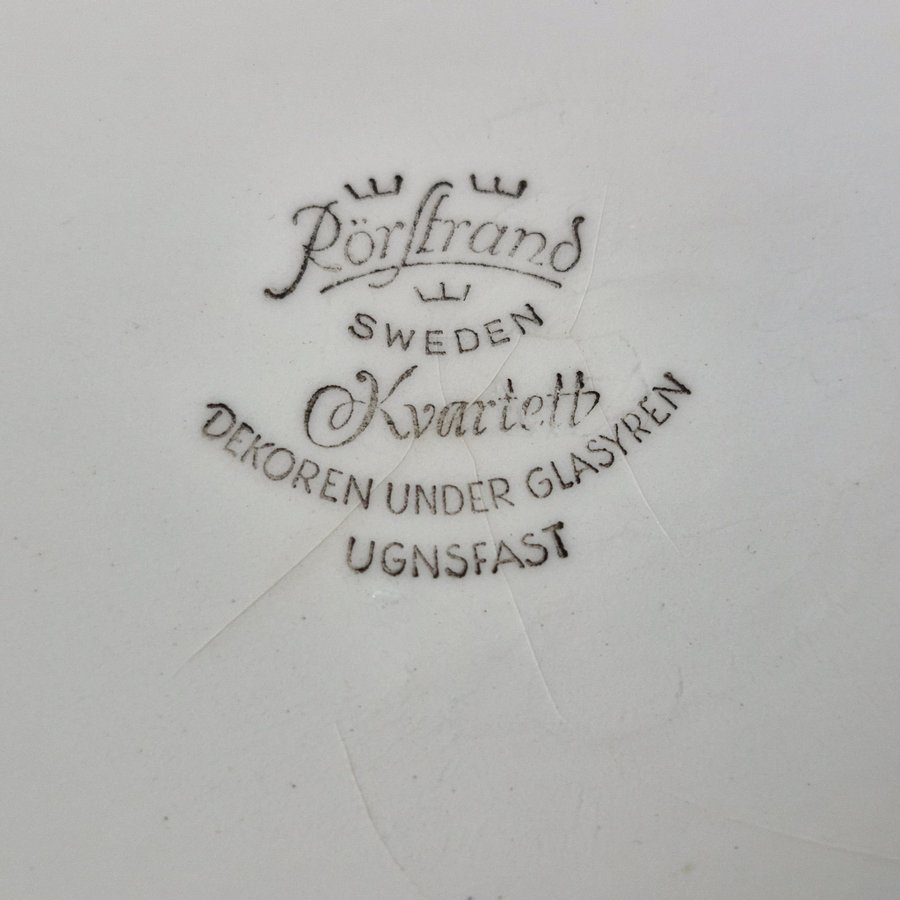 Rörstrand
SWEDEN
Kvartett
DEKOREN UNDER GLASYREN
UGNSFAST